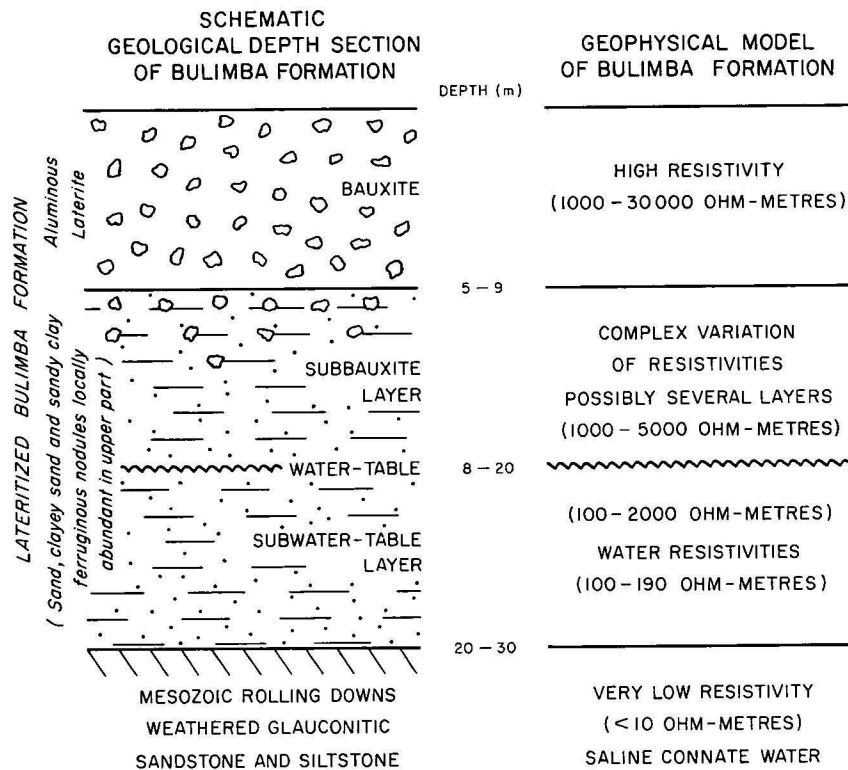 SCHEMATIC
GEOLOGICAL DEPTH SECTION
OF BULIMBA FORMATION
GEOPHYSICAL MODEL
OF BULIMBA FORMATION
DEPTH (m)
LATERITIZED BULIMBA FORMATION
Aluminous
Laterite
BAUXITE
HIGH RESISTIVITY
(1000 – 30 000 OHM-METRES)
5 – 9
( Sand, clayey sand and sandy clay
ferruginous nodules locally
abundant in upper part )
SUBBAUXITE
LAYER
COMPLEX VARIATION
OF RESISTIVITIES
POSSIBLY SEVERAL LAYERS
(1000 – 5000 OHM-METRES)
WATER-TABLE
8 – 20
SUBWATER-TABLE
LAYER
(100 – 2000 OHM-METRES)
WATER RESISTIVITIES
(100 – 190 OHM-METRES)
20 – 30
MESOZOIC ROLLING DOWNS
WEATHERED GLAUCONITIC
SANDSTONE AND SILTSTONE
VERY LOW RESISTIVITY
(<10 OHM-METRES)
SALINE CONNATE WATER